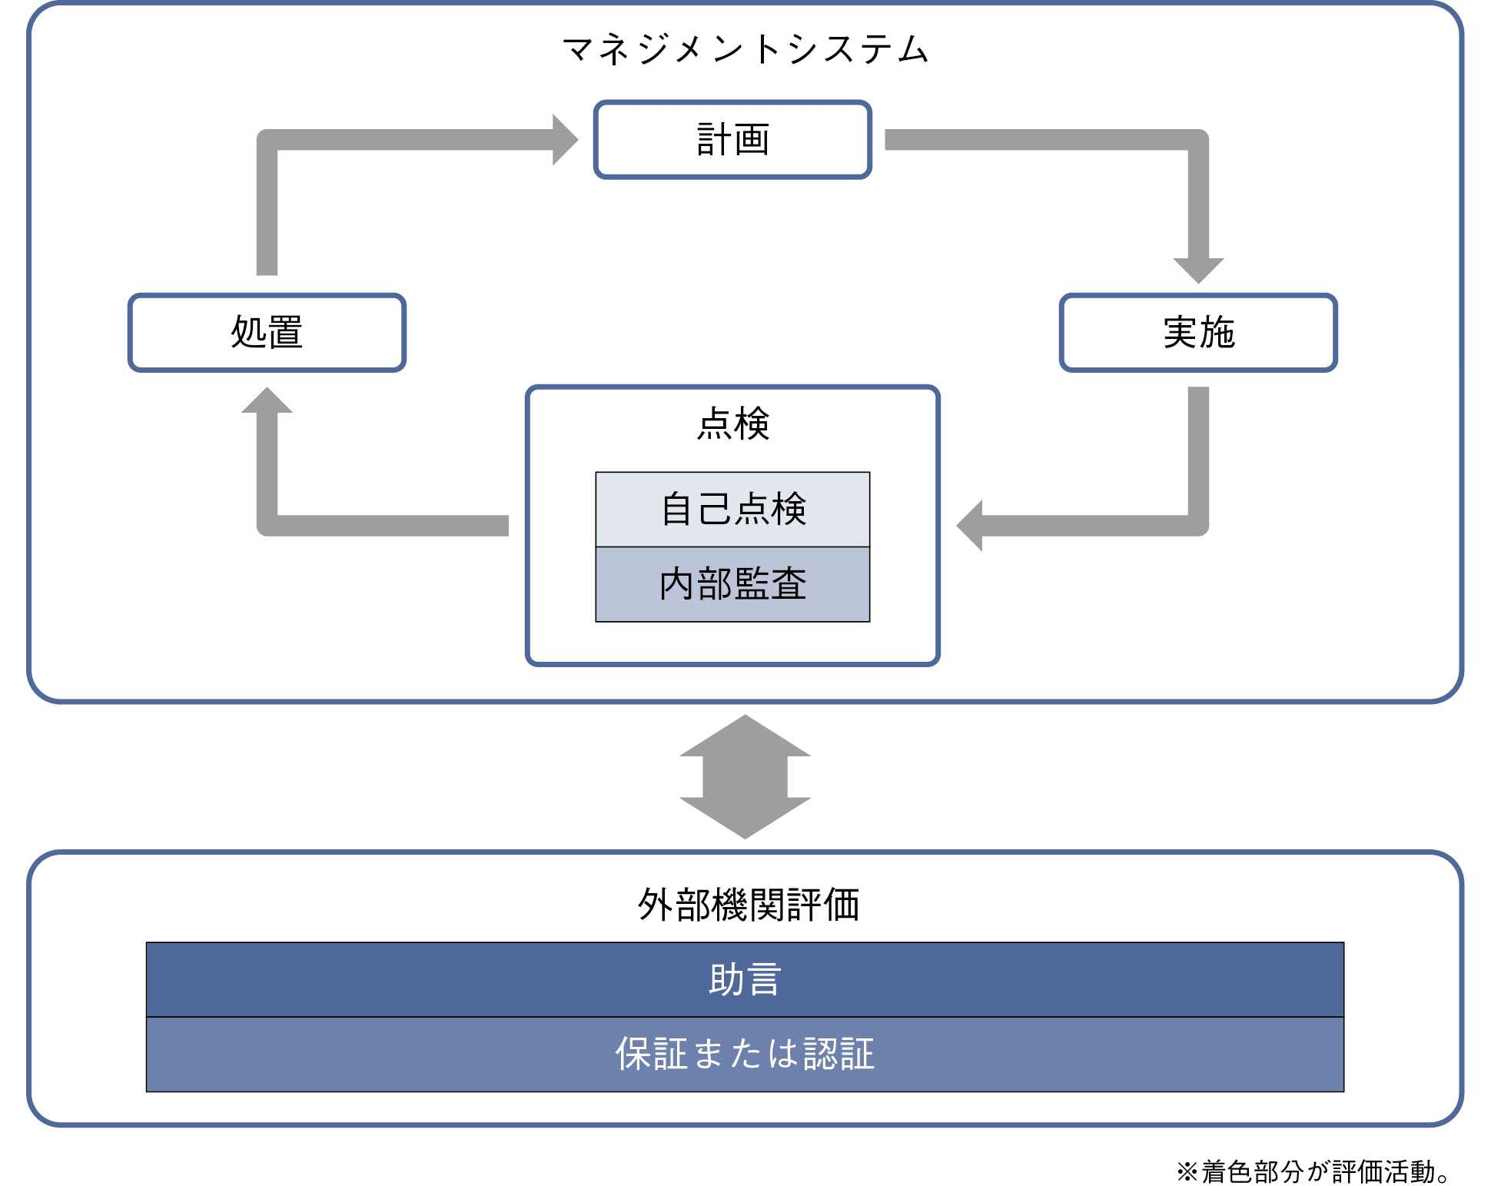 マネジメントシステム
計画
処置
実施
点検
自己点検
内部監査
外部機関評価
助言
保証または認証
※着色部分が評価活動。